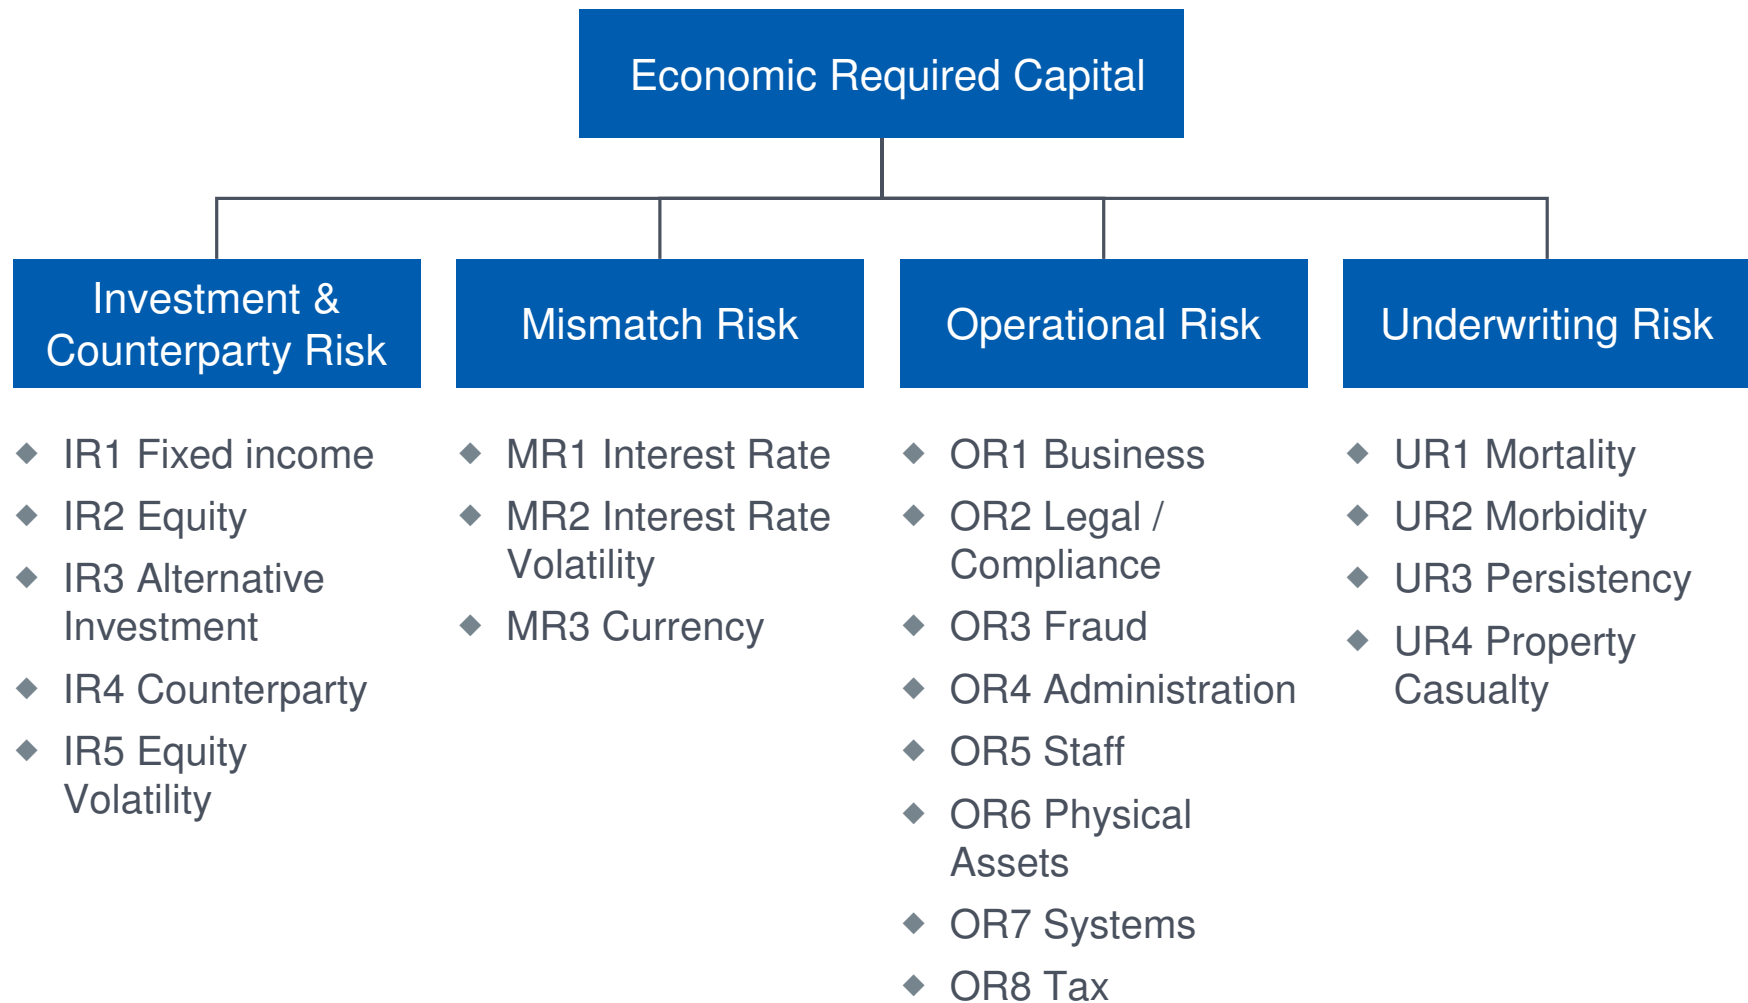 Economic Required Capital
Investment &
Counterparty Risk
Mismatch Risk
Operational Risk
Underwriting Risk
IR1 Fixed income
IR2 Equity
IR3 Alternative
Investment
IR4 Counterparty
IR5 Equity
Volatility
MR1 Interest Rate
MR2 Interest Rate
Volatility
MR3 Currency
OR1 Business
OR2 Legal /
Compliance
OR3 Fraud
OR4 Administration
OR5 Staff
OR6 Physical
Assets
OR7 Systems
OR8 Tax
UR1 Mortality
UR2 Morbidity
UR3 Persistency
UR4 Property
Casualty